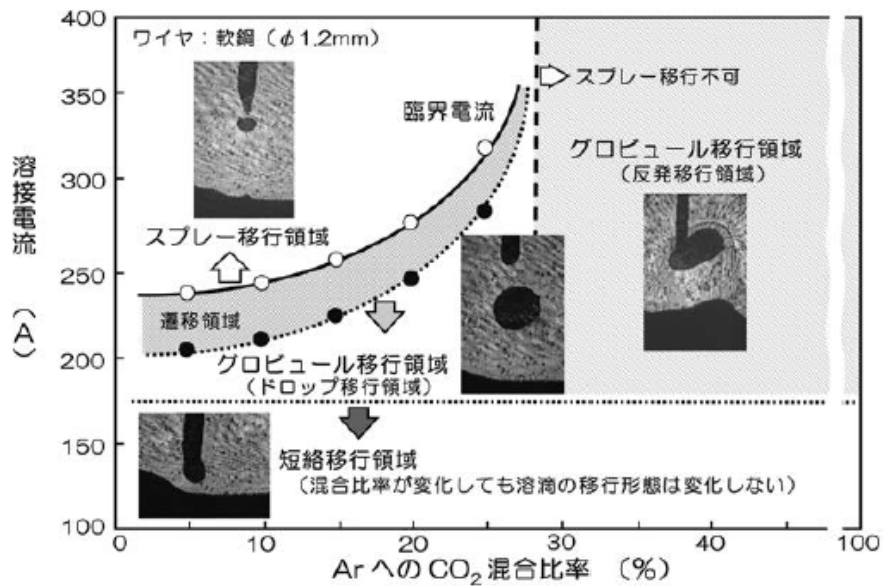 400
350
300
250
200
150
100
溶接電流 (A)
ワイヤ:軟鋼(φ1.2mm)
臨界電流
スプレー移行不可
グロビュール移行領域
(反発移行領域)
スプレー移行領域
遷移領域
グロビュール移行領域
(ドロップ移行領域)
短絡移行領域
(混合比率が変化しても溶滴の移行形態は変化しない)
0 10 20 30 40 100
ArへのCO₂混合比率 (%)